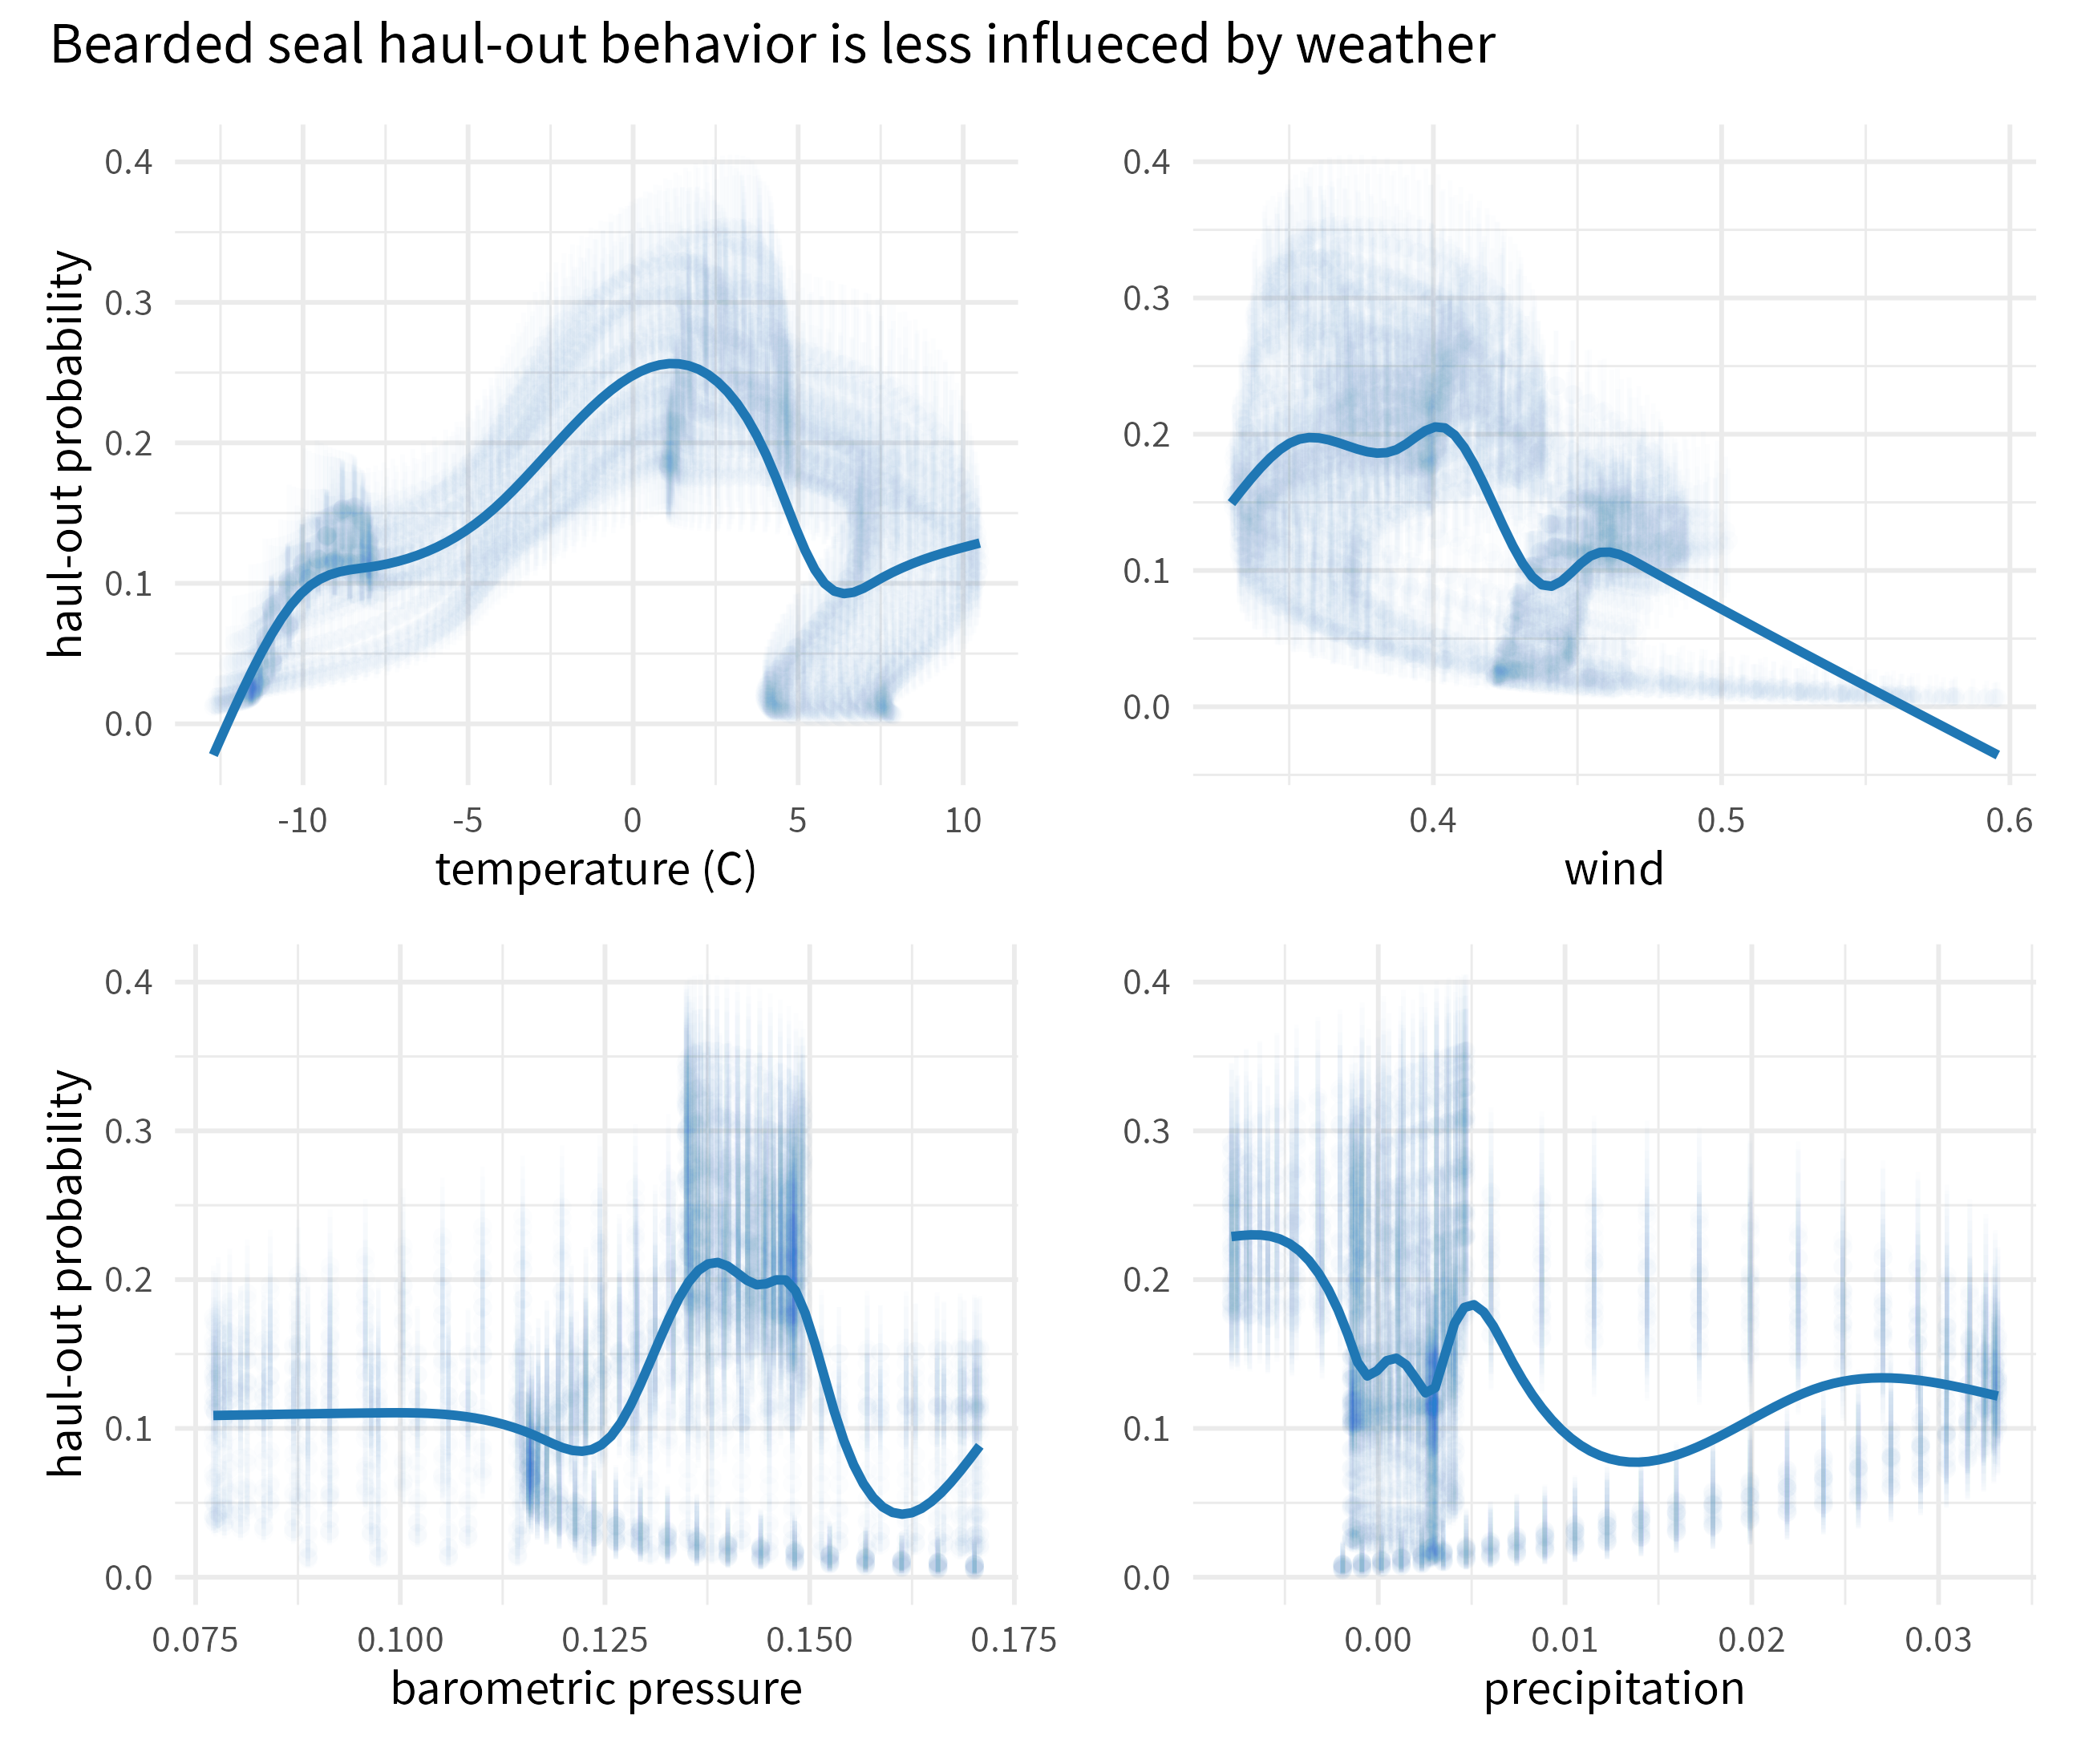 Bearded seal haul-out behavior is less influeced by weather
haul-out probability
0.4
0.3
0.2
0.1
0.0
-10 -5 0 5 10
temperature (C)
0.4
0.3
0.2
0.1
0.0
0.4 0.5 0.6
wind
haul-out probability
0.4
0.3
0.2
0.1
0.0
0.075 0.100 0.125 0.150 0.175
barometric pressure
0.4
0.3
0.2
0.1
0.0
0.00 0.01 0.02 0.03
precipitation